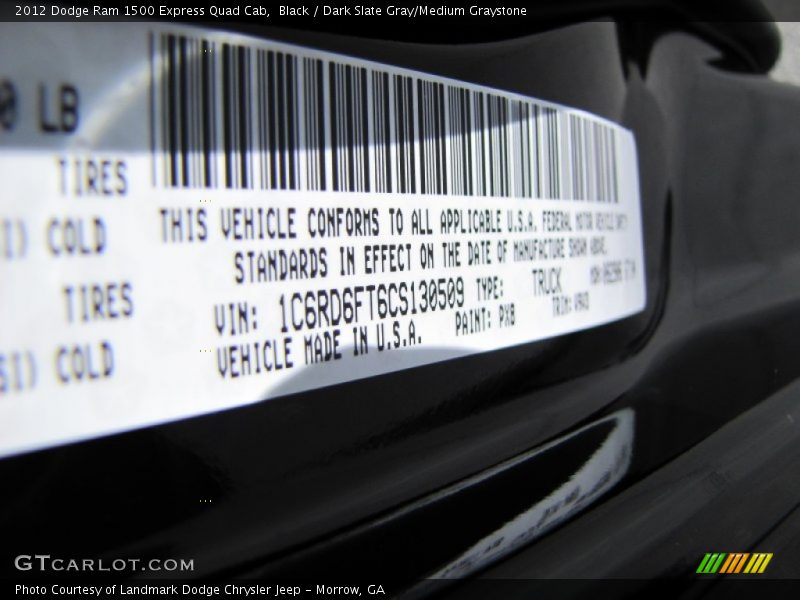 2012 Dodge Ram 1500 Express Quad Cab, Black / Dark Slate Gray/Medium Graystone
0 LB
TIRES
COLD
TIRES
SI) COLD
THIS VEHICLE CONFORMS TO ALL APPLICABLE U.S.A. FEDERAL MOTOR VEHICLE
STANDARDS IN EFFECT ON THE DATE OF MANUFACTURE SHOWN ABOVE.
VIN: 1C6RD6FT6CS130509 TYPE: TRUCK
VEHICLE MADE IN U.S.A. PAINT: PX8 TRIM:
GTCARLOT.COM
Photo Courtesy of Landmark Dodge Chrysler Jeep - Morrow, GA